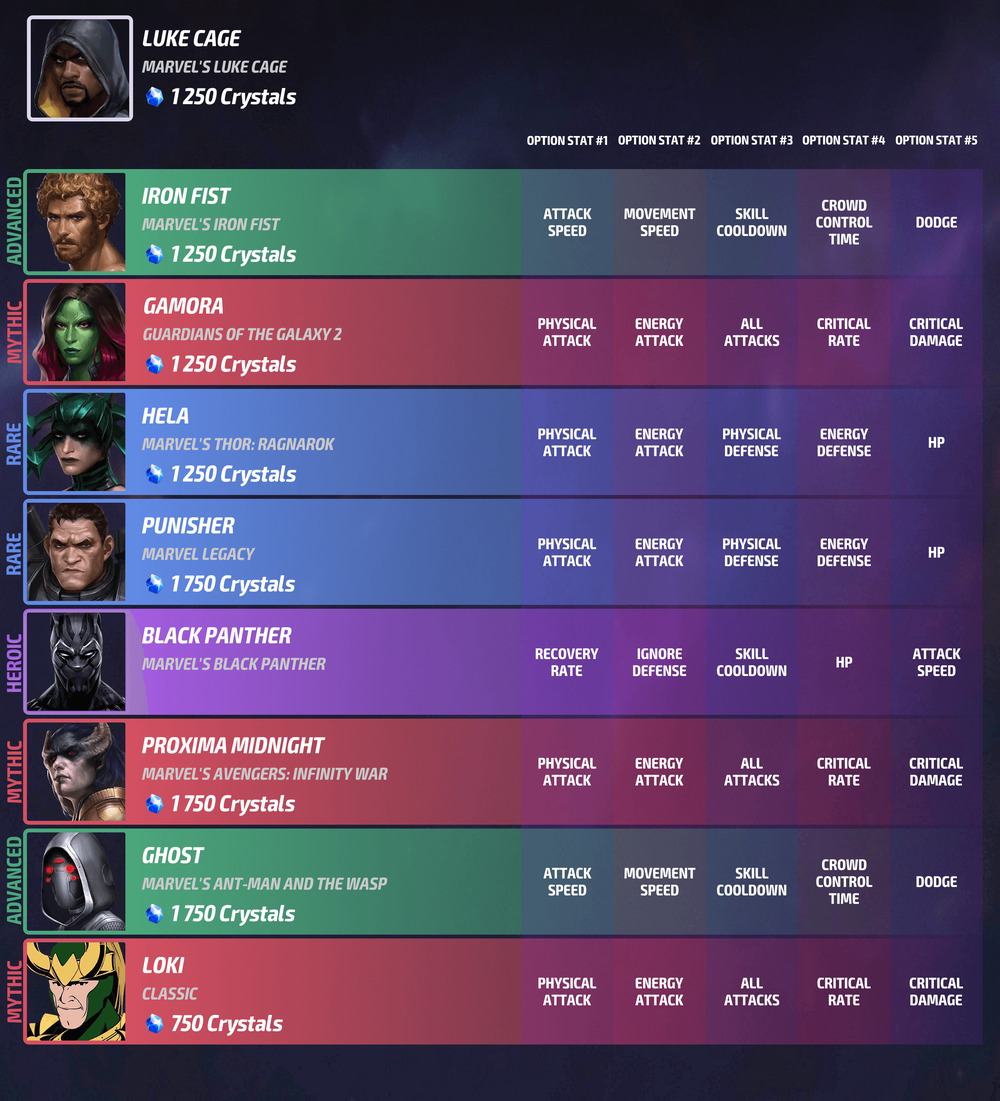 LUKE CAGE
MARVEL'S LUKE CAGE
1 250 Crystals
OPTION STAT #1 OPTION STAT #2 OPTION STAT #3 OPTION STAT #4 OPTION STAT #5
ADVANCED
IRON FIST
MARVEL'S IRON FIST
1 250 Crystals
ATTACK
SPEED
MOVEMENT
SPEED
SKILL
COOLDOWN
CROWD
CONTROL
TIME
DODGE
MYTHIC
GAMORA
GUARDIANS OF THE GALAXY 2
1 250 Crystals
PHYSICAL
ATTACK
ENERGY
ATTACK
ALL
ATTACKS
CRITICAL
RATE
CRITICAL
DAMAGE
RARE
HELA
MARVEL'S THOR: RAGNAROK
1 250 Crystals
PHYSICAL
ATTACK
ENERGY
ATTACK
PHYSICAL
DEFENSE
ENERGY
DEFENSE
HP
RARE
PUNISHER
MARVEL LEGACY
1 750 Crystals
PHYSICAL
ATTACK
ENERGY
ATTACK
PHYSICAL
DEFENSE
ENERGY
DEFENSE
HP
HEROIC
BLACK PANTHER
MARVEL'S BLACK PANTHER
RECOVERY
RATE
IGNORE
DEFENSE
SKILL
COOLDOWN
HP
ATTACK
SPEED
MYTHIC
PROXIMA MIDNIGHT
MARVEL'S AVENGERS: INFINITY WAR
1 750 Crystals
PHYSICAL
ATTACK
ENERGY
ATTACK
ALL
ATTACKS
CRITICAL
RATE
CRITICAL
DAMAGE
ADVANCED
GHOST
MARVEL'S ANT-MAN AND THE WASP
1 750 Crystals
ATTACK
SPEED
MOVEMENT
SPEED
SKILL
COOLDOWN
CROWD
CONTROL
TIME
DODGE
MYTHIC
LOKI
CLASSIC
750 Crystals
PHYSICAL
ATTACK
ENERGY
ATTACK
ALL
ATTACKS
CRITICAL
RATE
CRITICAL
DAMAGE